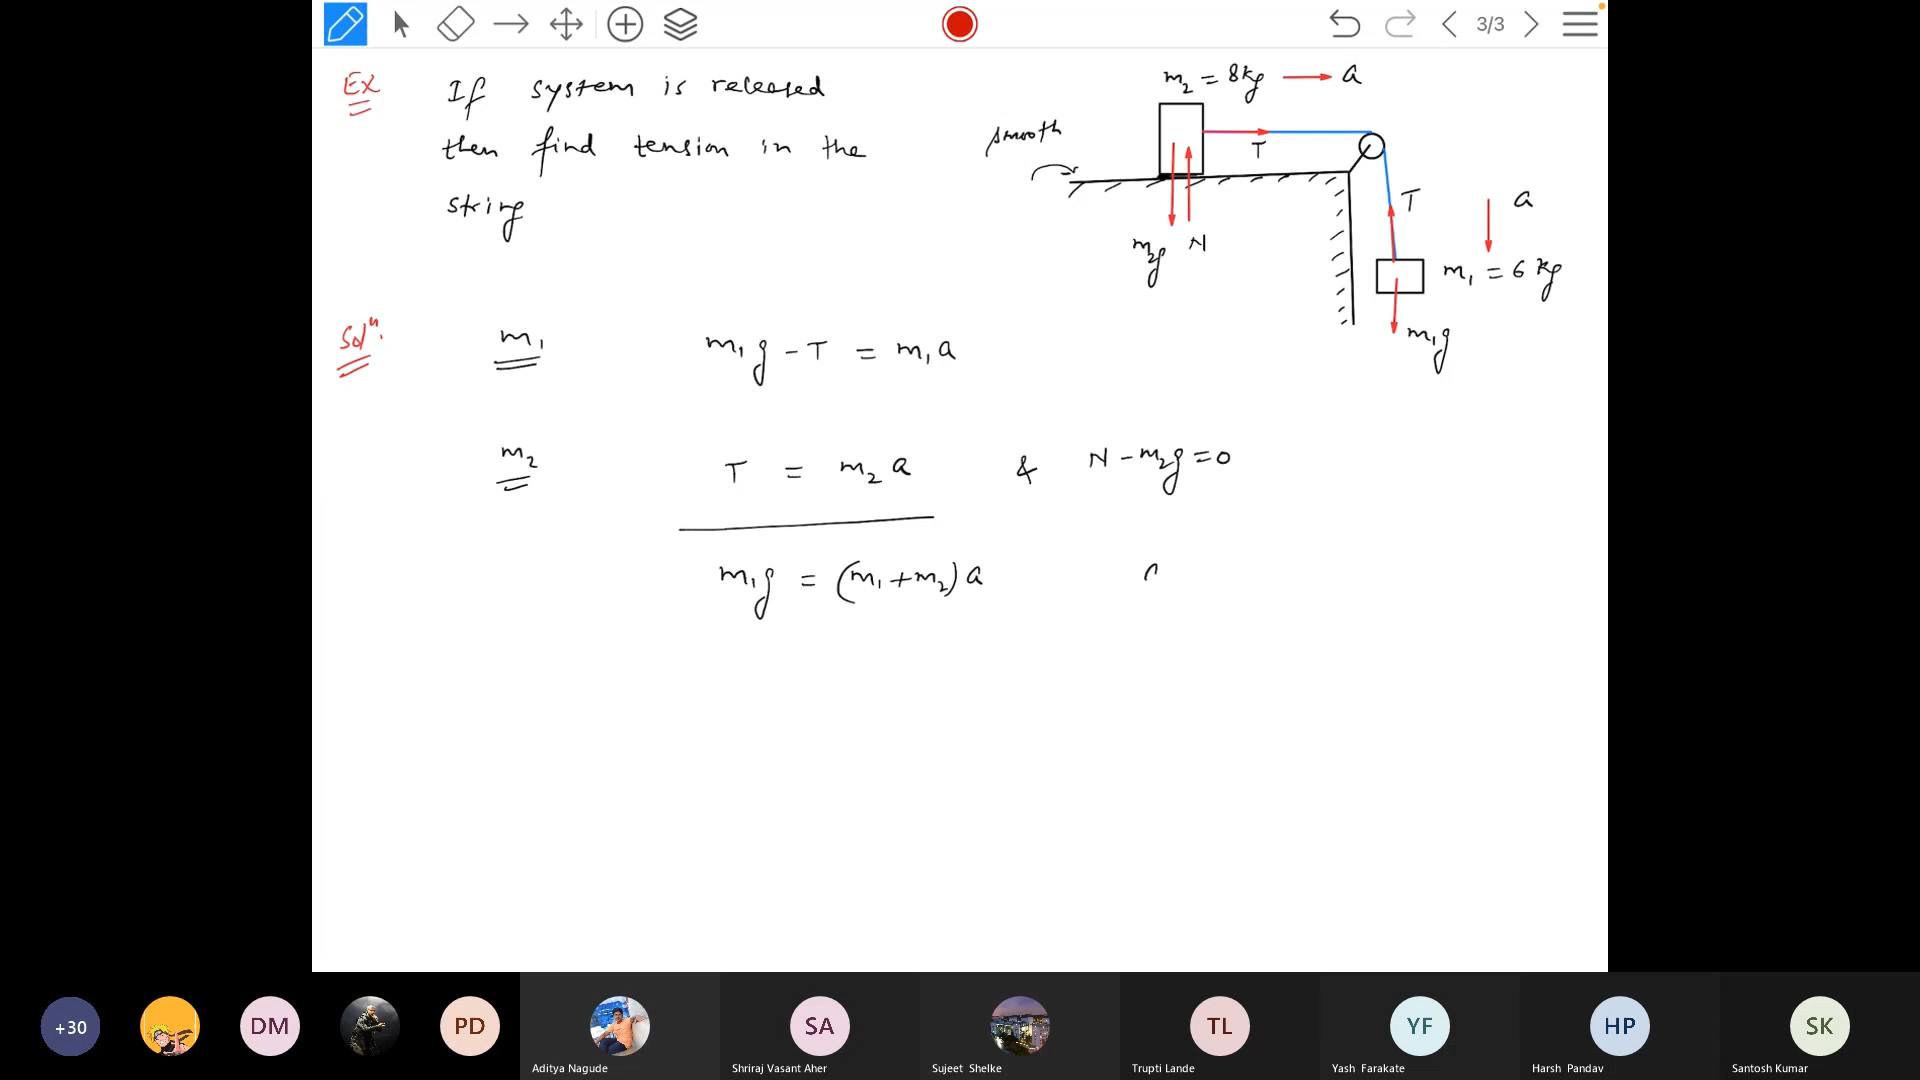 3/3
Ex If system is released
then find tension in the
string
smooth
m₂ = 8kg → a
T
T
a
m₂g N
m₁ = 6 kg
m₁g
Solⁿ. m₁ m₁g - T = m₁a
m₂ T = m₂ a & N - m₂g = 0
m₁g = (m₁ + m₂) a
+30
DM
PD
SA
TL
YF
HP
SK
Aditya Nagude
Shriraj Vasant Aher
Sujeet Shelke
Trupti Lande
Yash Farakate
Harsh Pandav
Santosh Kumar